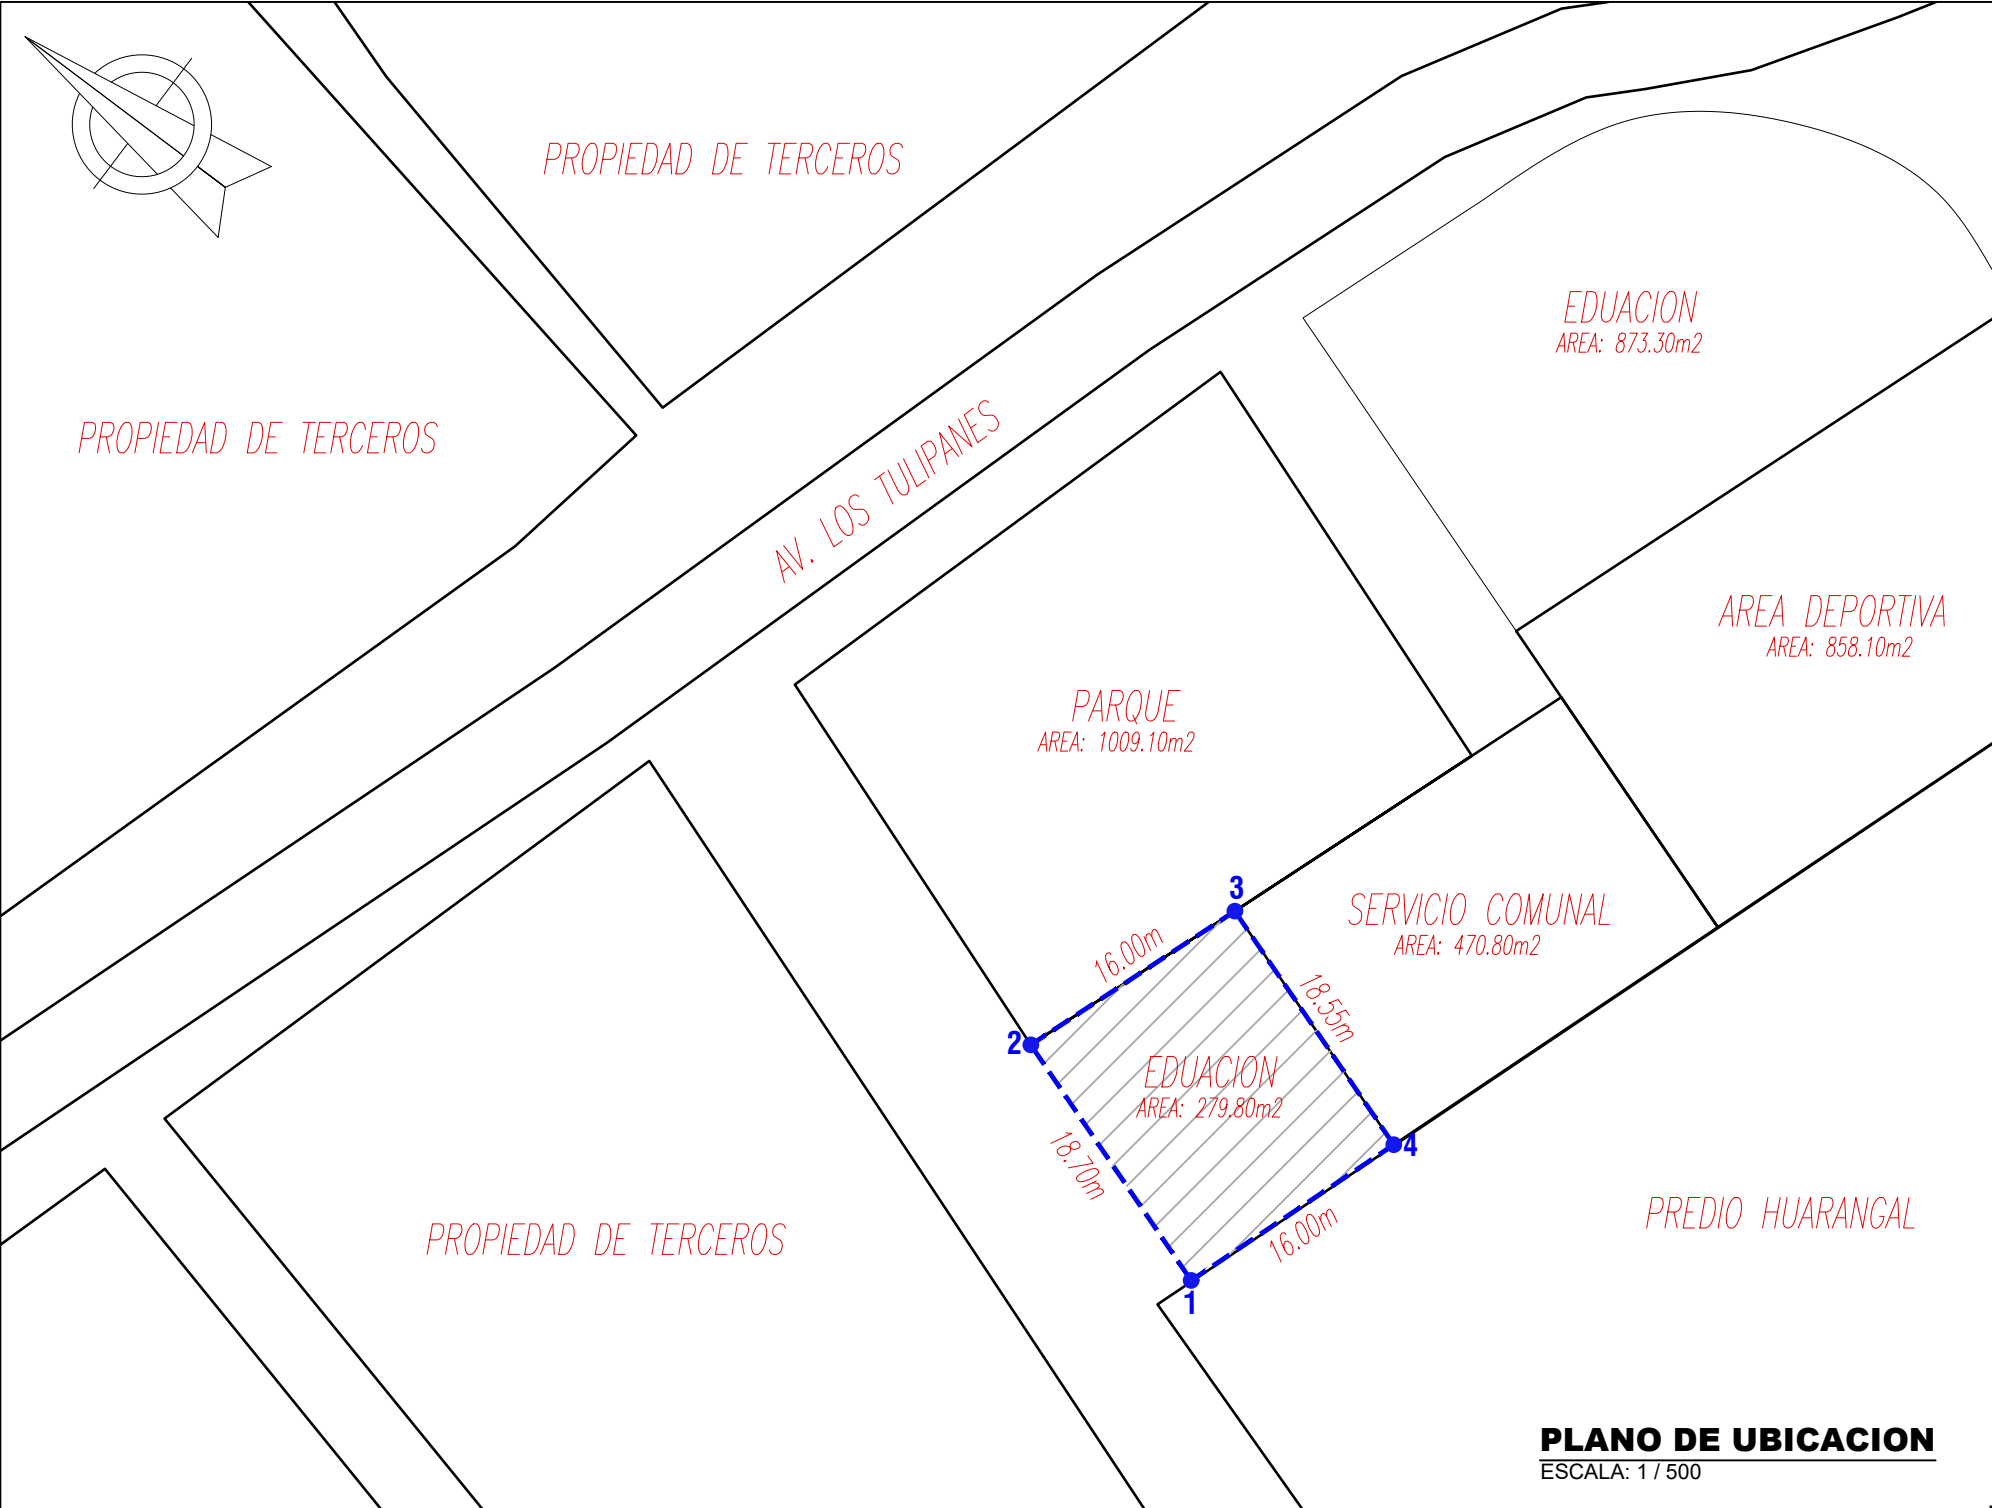 PROPIEDAD DE TERCEROS
PROPIEDAD DE TERCEROS
AV. LOS TULIPANES
EDUACION
AREA: 873.30m2
AREA DEPORTIVA
AREA: 858.10m2
PARQUE
AREA: 1009.10m2
SERVICIO COMUNAL
AREA: 470.80m2
3
16.00m
18.55m
2
EDUACION
AREA: 279.80m2
18.70m
4
16.00m
1
PROPIEDAD DE TERCEROS
PREDIO HUARANGAL
PLANO DE UBICACION
ESCALA: 1 / 500